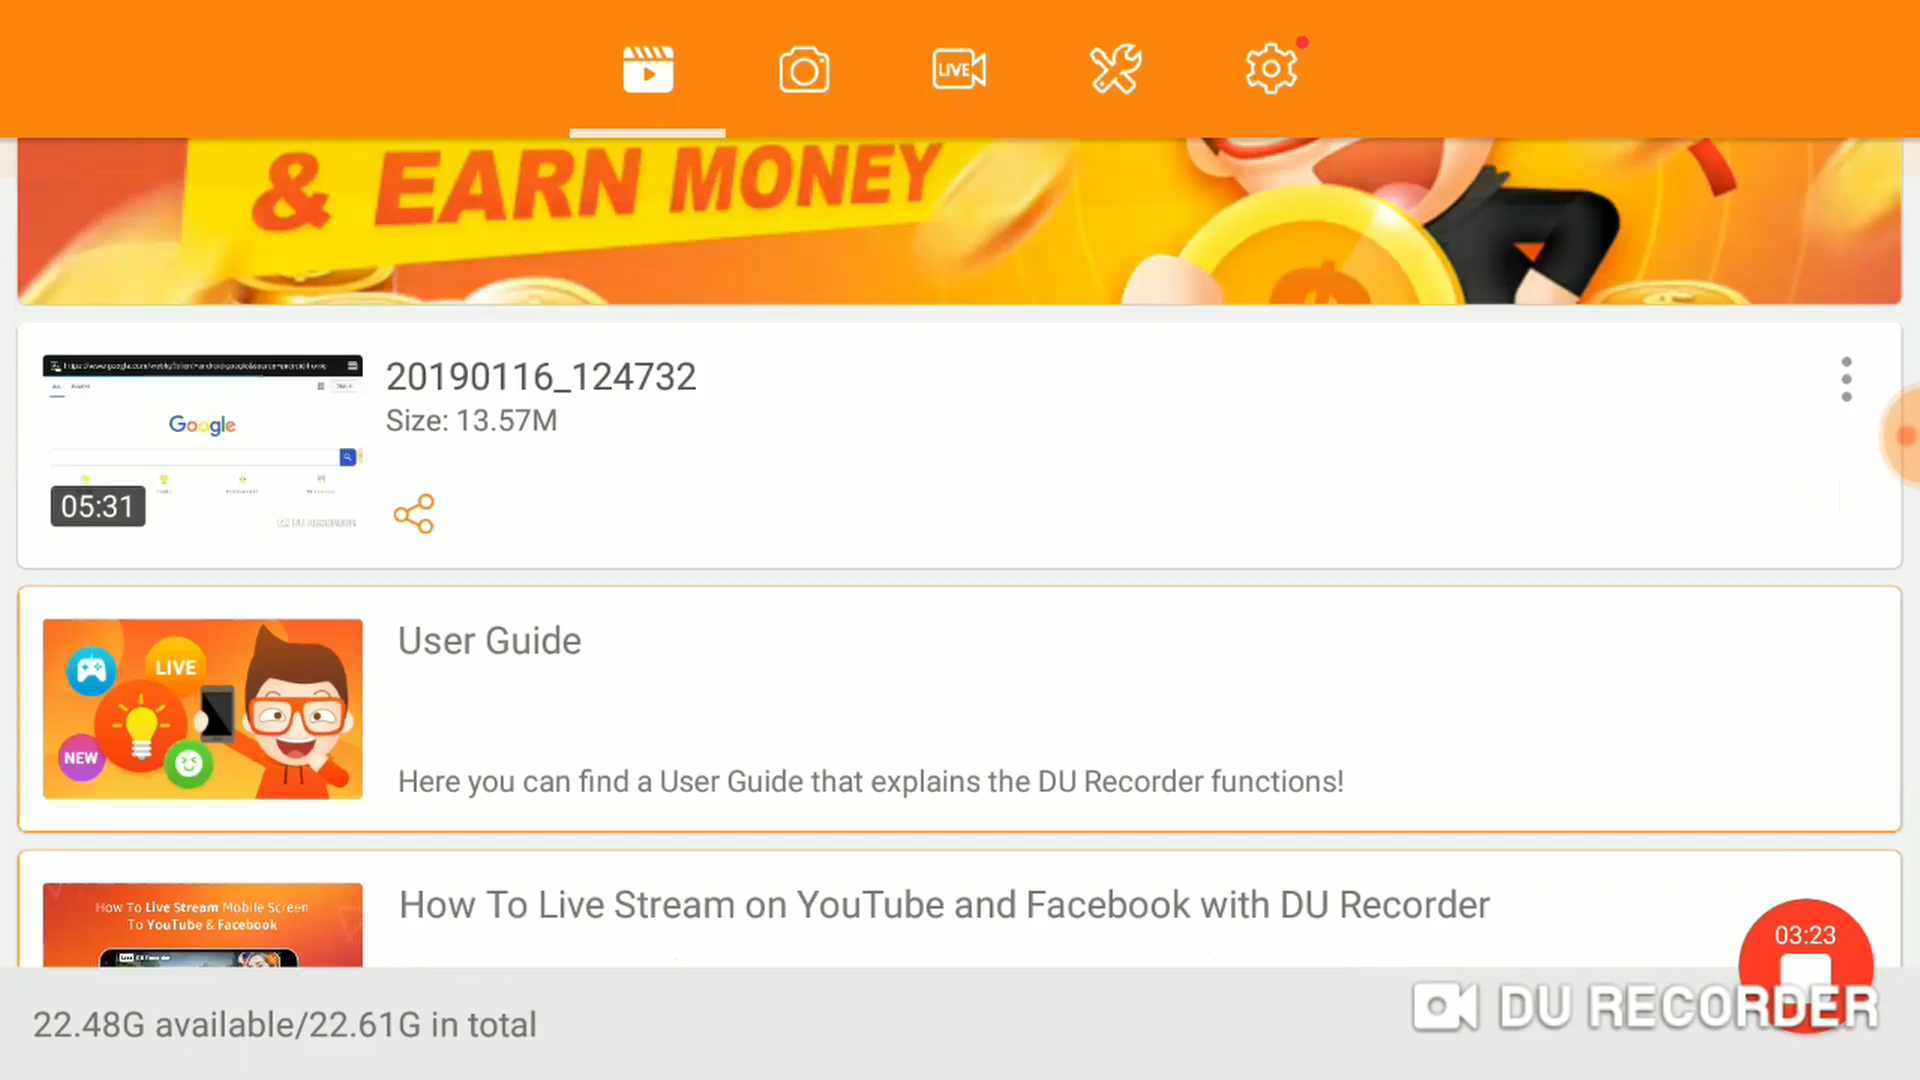 LIVE
& EARN MONEY
20190116_124732
Size: 13.57M
Google
05:31
DU RECORDER
User Guide
LIVE
NEW
Here you can find a User Guide that explains the DU Recorder functions!
How To Live Stream Mobile Screen
To YouTube & Facebook
How To Live Stream on YouTube and Facebook with DU Recorder
03:23
22.48G available/22.61G in total
DU RECORDER